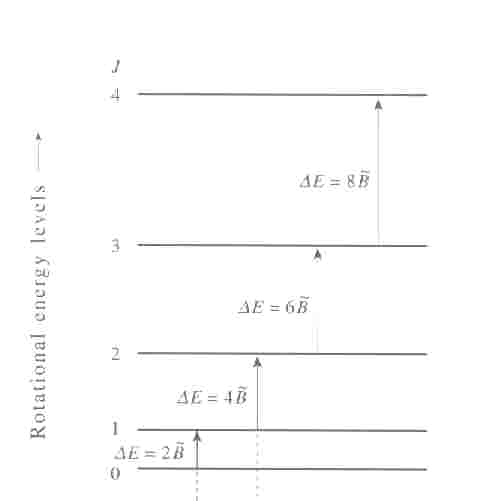 J
4
ΔE = 8B̃
3
ΔE = 6B̃
2
ΔE = 4B̃
1
ΔE = 2B̃
0
Rotational energy levels